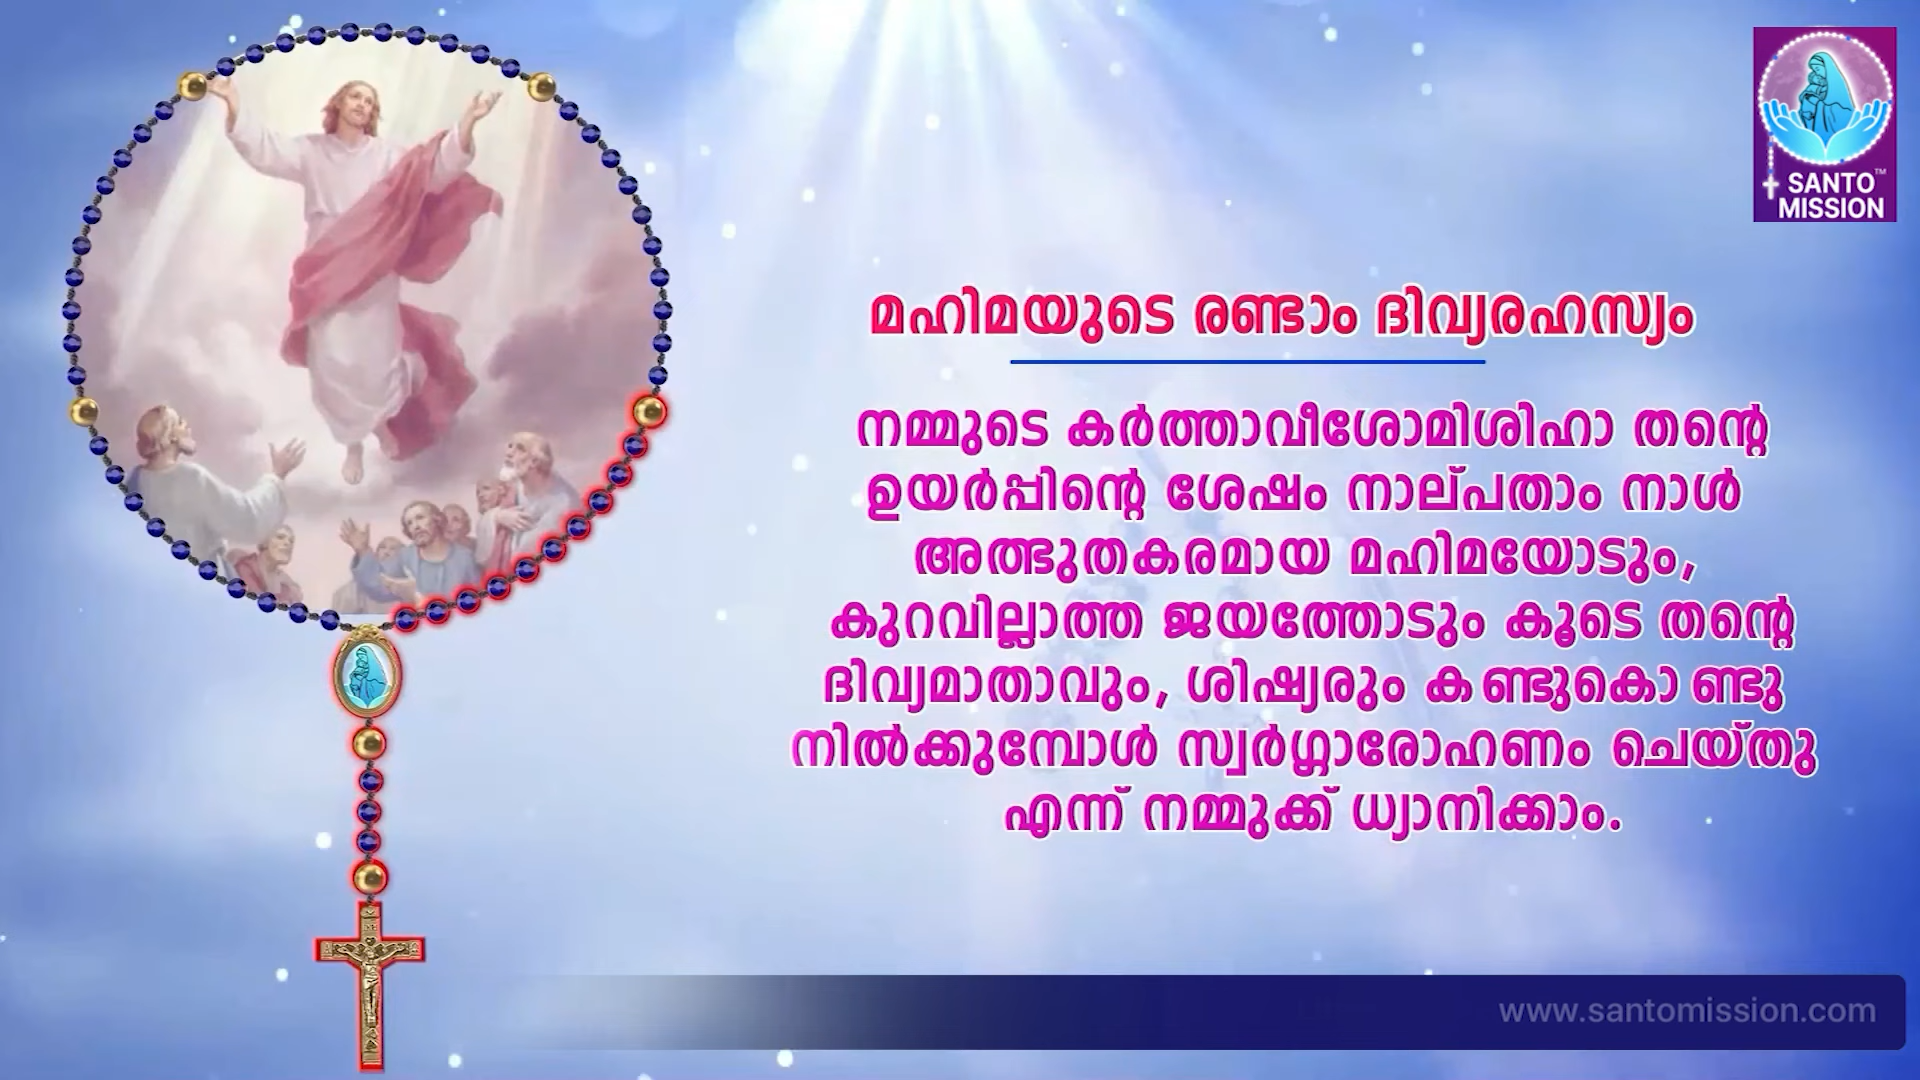 SANTO™
MISSION
മഹിമയുടെ രണ്ടാം ദിവ്യരഹസ്യം
നമ്മുടെ കർത്താവീശോമിശിഹാ തന്റെ
ഉയർപ്പിന്റെ ശേഷം നാല്പതാം നാൾ
അത്ഭുതകരമായ മഹിമയോടും,
കുറവില്ലാത്ത ജയത്തോടും കൂടെ തന്റെ
ദിവ്യമാതാവും, ശിഷ്യരും കണ്ടുകൊണ്ടു
നിൽക്കുമ്പോൾ സ്വർഗ്ഗാരോഹണം ചെയ്തു
എന്ന് നമ്മുക്ക് ധ്യാനിക്കാം.
www.santomission.com